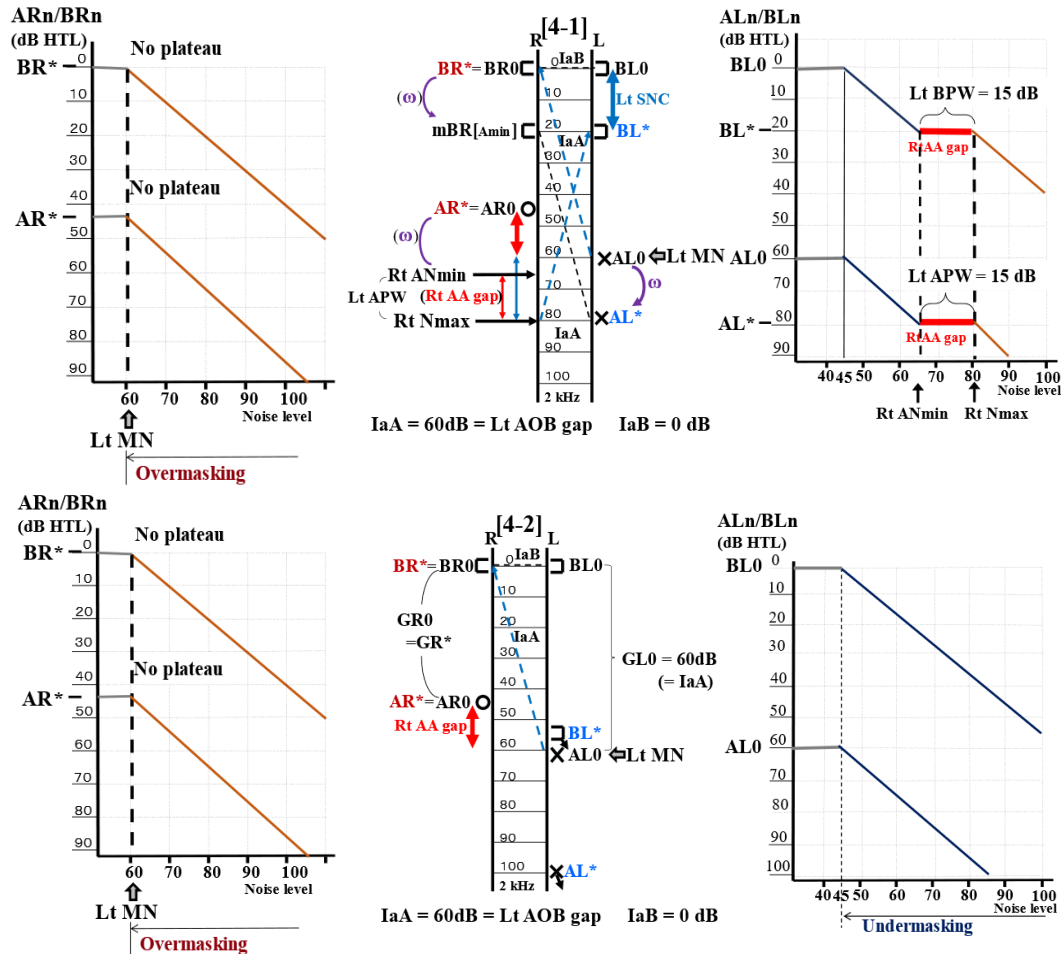 ARn/BRn
(dB HTL)
No plateau
BR*
0
10
20
30
No plateau
40
AR*
50
60
70
80
90
60 70 80 90 100
Noise level
Lt MN
Overmasking
[4-1]
R L
IaB
BR* = BR0
0
BL0
(ω)
10
Lt SNC
mBR[Amin]
20
BL*
IaA
30
40
AR* = AR0
50
(ω)
60
AL0
Lt MN
Rt ANmin
Lt APW
(Rt AA gap)
70
ω
Rt Nmax
80
AL*
IaA
90
100
2 kHz
IaA = 60dB = Lt AOB gap IaB = 0 dB
ALn/BLn
(dB HTL)
BL0
0
10
Lt BPW = 15 dB
BL*
20
RtAA gap
30
40
50
AL0
60
Lt APW = 15 dB
70
AL*
80
RtAA gap
90
40 45 50 60 70 80 90 100
Noise level
Rt ANmin
Rt Nmax
ARn/BRn
(dB HTL)
No plateau
BR*
0
10
20
30
No plateau
40
AR*
50
60
70
80
90
60 70 80 90 100
Noise level
Lt MN
Overmasking
[4-2]
R L
IaB
BR* = BR0
0
BL0
10
GR0
=GR*
20
IaA
30
GL0 = 60dB
(= IaA)
40
AR* = AR0
Rt AA gap
50
BL*
60
AL0
Lt MN
70
80
90
100
AL*
2 kHz
IaA = 60dB = Lt AOB gap IaB = 0 dB
ALn/BLn
(dB HTL)
BL0
0
10
20
30
40
50
AL0
60
70
80
90
100
40 45 50 60 70 80 90 100
Noise level
Undermasking